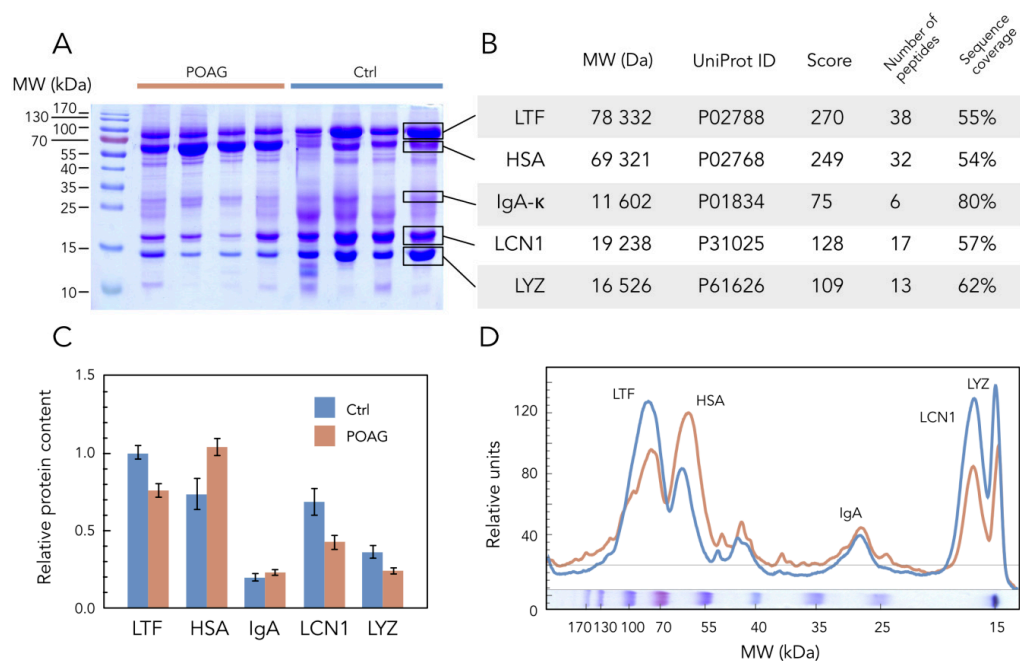 A
POAG
Ctrl
MW (kDa)
170
130
100
70
55
40
35
25
15
10
B
MW (Da) UniProt ID Score Number of peptides Sequence coverage
LTF 78 332 P02788 270 38 55%
HSA 69 321 P02768 249 32 54%
IgA-κ 11 602 P01834 75 6 80%
LCN1 19 238 P31025 128 17 57%
LYZ 16 526 P61626 109 13 62%
C
Relative protein content
1.5
1.0
0.5
0.0
Ctrl
POAG
LTF HSA IgA LCN1 LYZ
D
Relative units
120
80
40
0
LTF
HSA
IgA
LCN1
LYZ
170 130 100 70 55 40 35 25 15
MW (kDa)